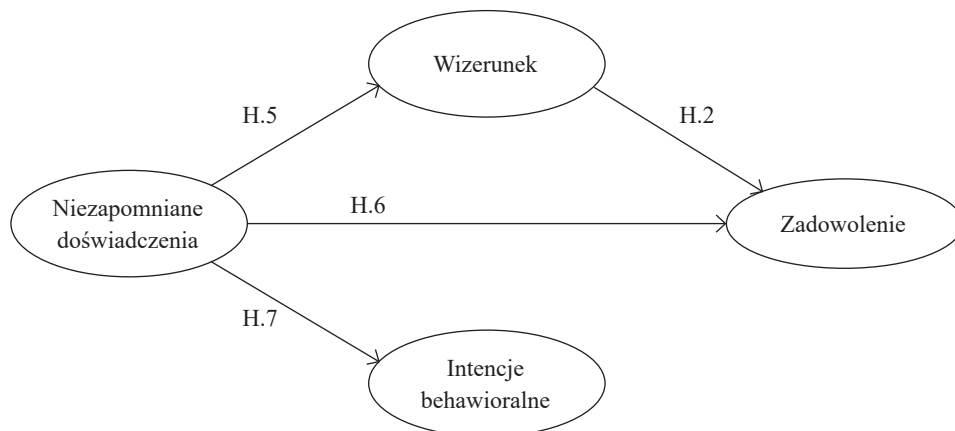 Wizerunek
H.5
H.2
Niezapomniane
doświadczenia
H.6
Zadowolenie
H.7
Intencje
behawioralne